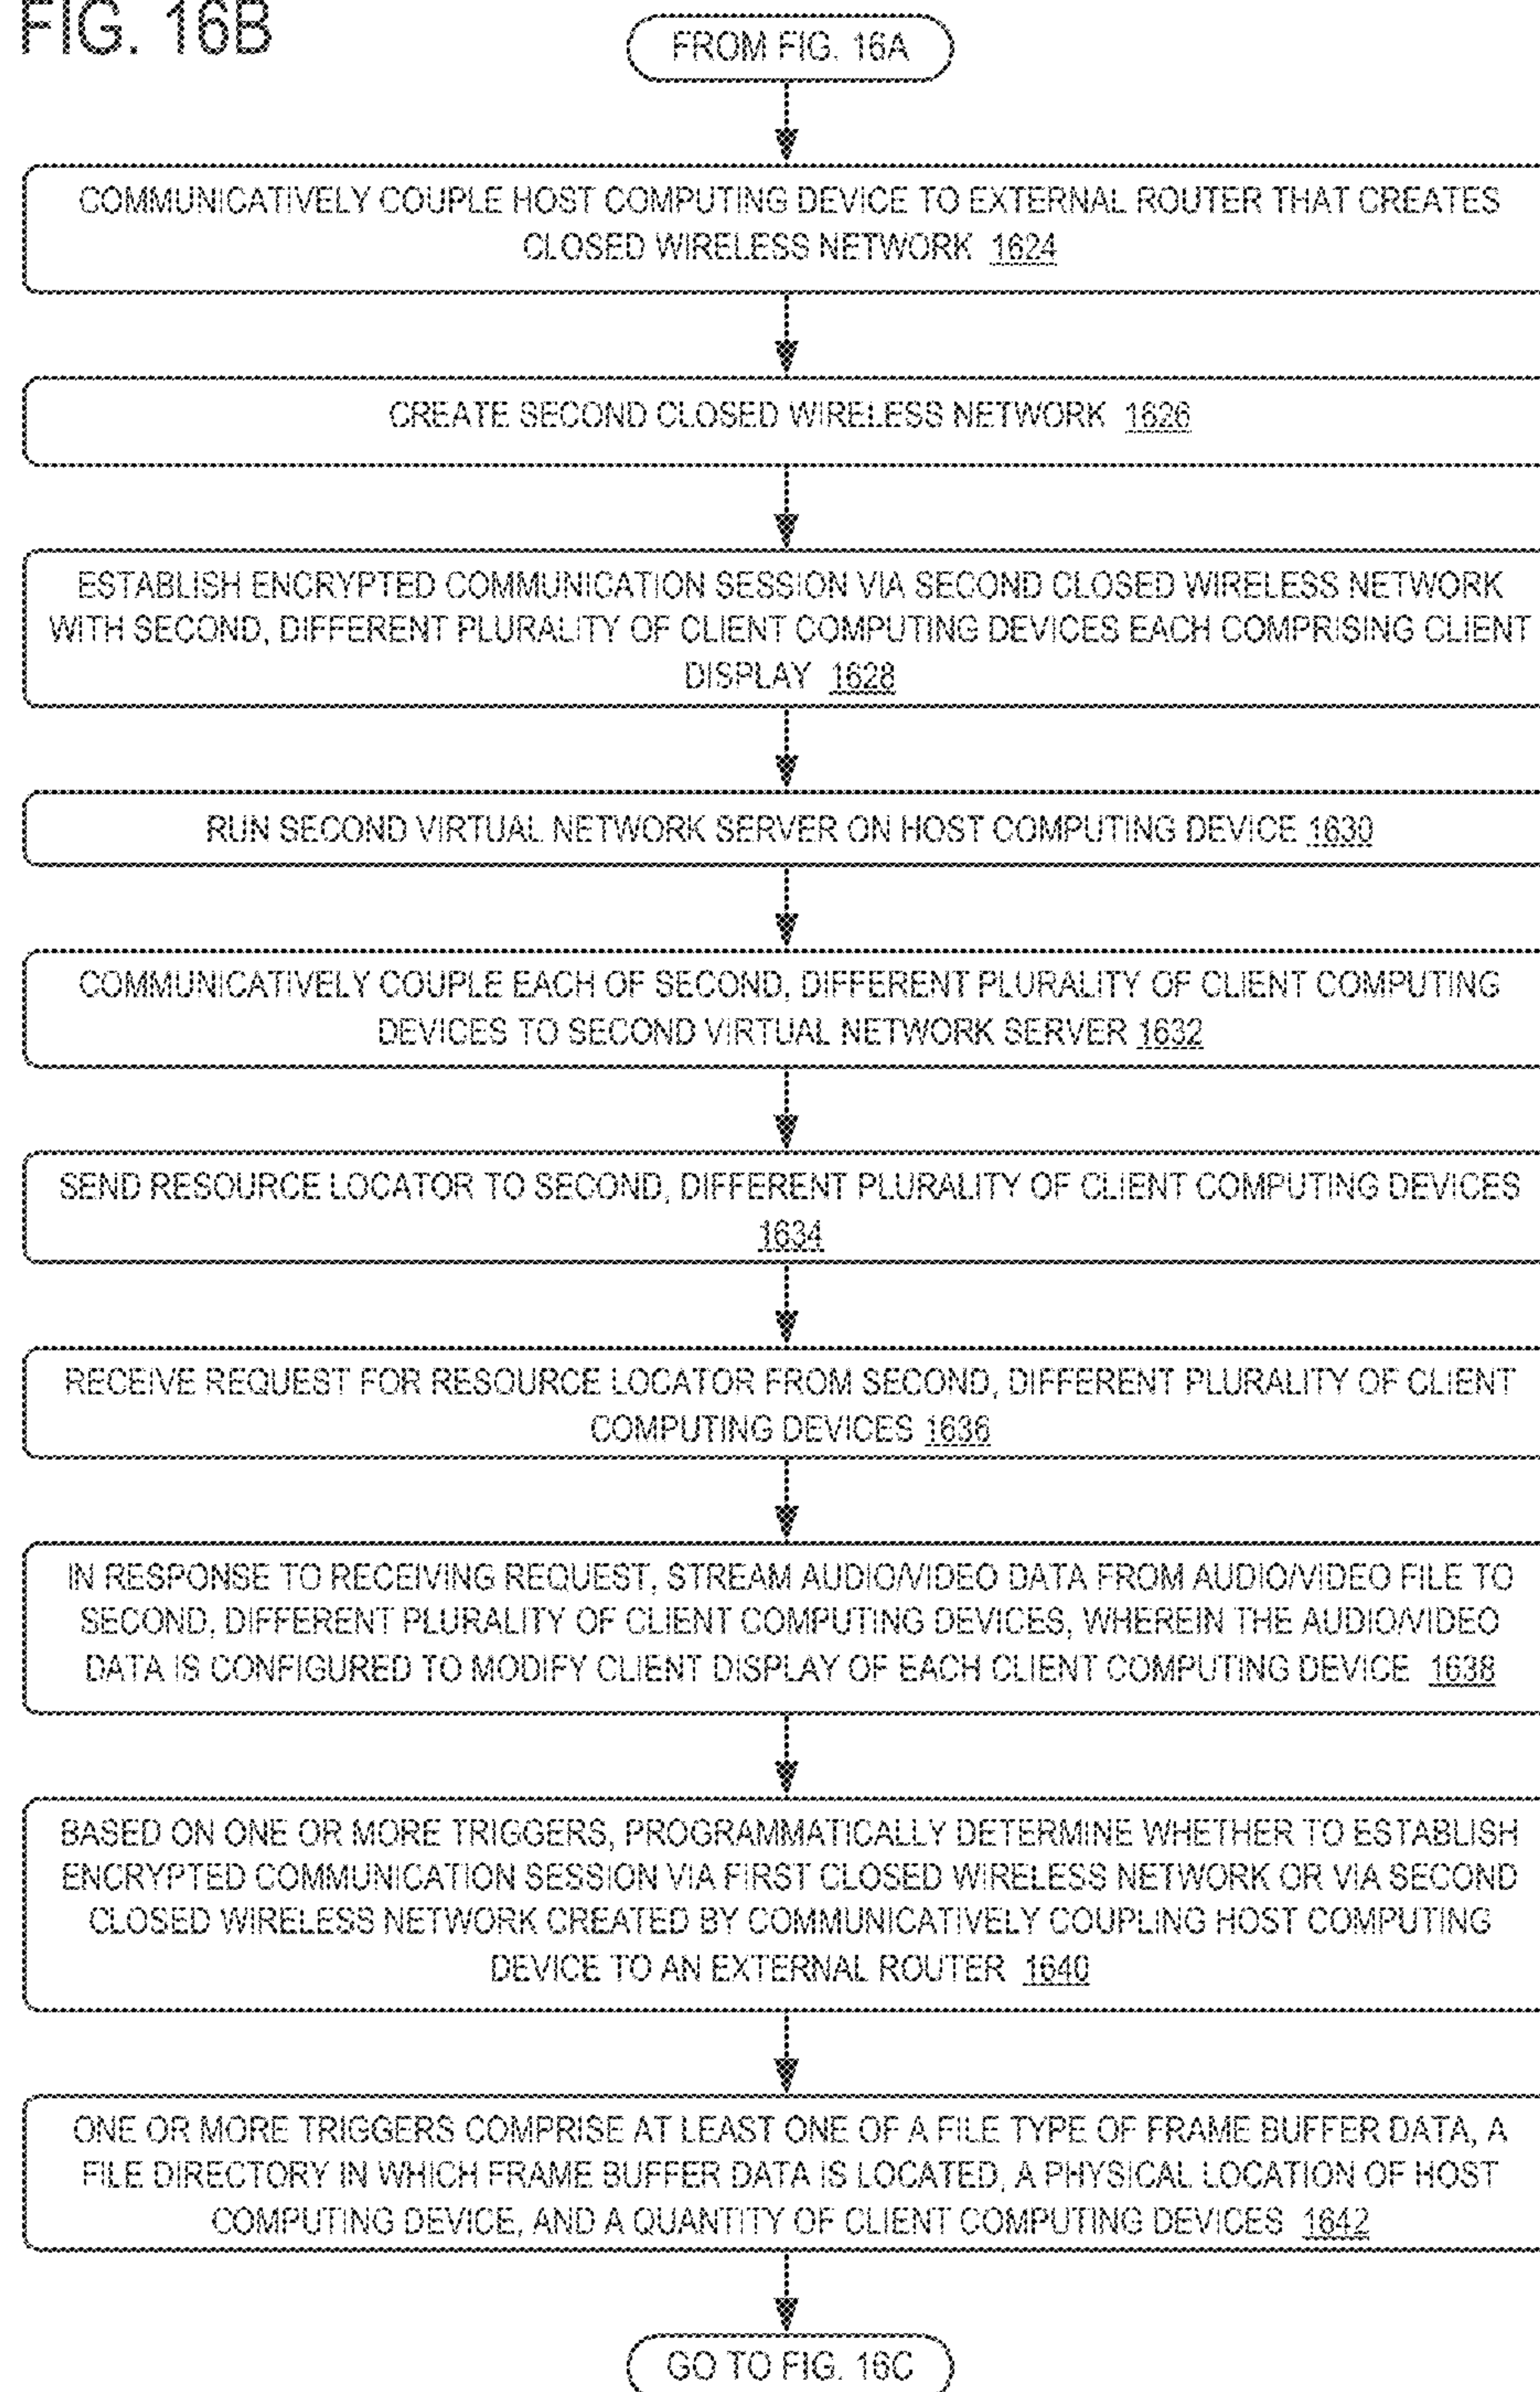 FIG. 16B
FROM FIG. 16A
COMMUNICATIVELY COUPLE HOST COMPUTING DEVICE TO EXTERNAL ROUTER THAT CREATES
CLOSED WIRELESS NETWORK 1624
CREATE SECOND CLOSED WIRELESS NETWORK 1626
ESTABLISH ENCRYPTED COMMUNICATION SESSION VIA SECOND CLOSED WIRELESS NETWORK
WITH SECOND, DIFFERENT PLURALITY OF CLIENT COMPUTING DEVICES EACH COMPRISING CLIENT
DISPLAY 1628
RUN SECOND VIRTUAL NETWORK SERVER ON HOST COMPUTING DEVICE 1630
COMMUNICATIVELY COUPLE EACH OF SECOND, DIFFERENT PLURALITY OF CLIENT COMPUTING
DEVICES TO SECOND VIRTUAL NETWORK SERVER 1632
SEND RESOURCE LOCATOR TO SECOND, DIFFERENT PLURALITY OF CLIENT COMPUTING DEVICES
1634
RECEIVE REQUEST FOR RESOURCE LOCATOR FROM SECOND, DIFFERENT PLURALITY OF CLIENT
COMPUTING DEVICES 1636
IN RESPONSE TO RECEIVING REQUEST, STREAM AUDIO/VIDEO DATA FROM AUDIO/VIDEO FILE TO
SECOND, DIFFERENT PLURALITY OF CLIENT COMPUTING DEVICES, WHEREIN THE AUDIO/VIDEO
DATA IS CONFIGURED TO MODIFY CLIENT DISPLAY OF EACH CLIENT COMPUTING DEVICE 1638
BASED ON ONE OR MORE TRIGGERS, PROGRAMMATICALLY DETERMINE WHETHER TO ESTABLISH
ENCRYPTED COMMUNICATION SESSION VIA FIRST CLOSED WIRELESS NETWORK OR VIA SECOND
CLOSED WIRELESS NETWORK CREATED BY COMMUNICATIVELY COUPLING HOST COMPUTING
DEVICE TO AN EXTERNAL ROUTER 1640
ONE OR MORE TRIGGERS COMPRISE AT LEAST ONE OF A FILE TYPE OF FRAME BUFFER DATA, A
FILE DIRECTORY IN WHICH FRAME BUFFER DATA IS LOCATED, A PHYSICAL LOCATION OF HOST
COMPUTING DEVICE, AND A QUANTITY OF CLIENT COMPUTING DEVICES 1642
GO TO FIG. 16C